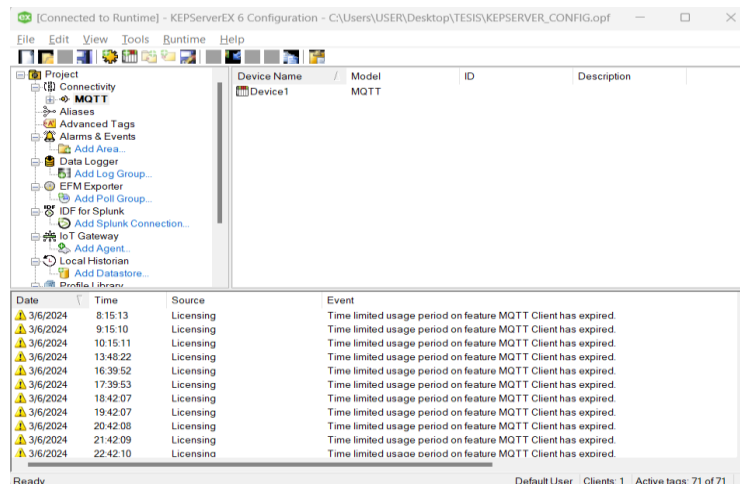 [Connected to Runtime] - KEPServerEX 6 Configuration - C:\Users\USER\Desktop\TESIS\KEPSERVER_CONFIG.opf
File Edit View Tools Runtime Help
Project
Connectivity
MQTT
Aliases
Advanced Tags
Alarms & Events
Add Area...
Data Logger
Add Log Group...
EFM Exporter
Add Poll Group...
IDF for Splunk
Add Splunk Connection...
IoT Gateway
Add Agent...
Local Historian
Add Datastore...
Profile Library
Device Name Model ID Description
Device1 MQTT
Date Time Source Event
3/6/2024 8:15:13 Licensing Time limited usage period on feature MQTT Client has expired.
3/6/2024 9:15:10 Licensing Time limited usage period on feature MQTT Client has expired.
3/6/2024 10:15:11 Licensing Time limited usage period on feature MQTT Client has expired.
3/6/2024 13:48:22 Licensing Time limited usage period on feature MQTT Client has expired.
3/6/2024 16:39:52 Licensing Time limited usage period on feature MQTT Client has expired.
3/6/2024 17:39:53 Licensing Time limited usage period on feature MQTT Client has expired.
3/6/2024 18:42:07 Licensing Time limited usage period on feature MQTT Client has expired.
3/6/2024 19:42:07 Licensing Time limited usage period on feature MQTT Client has expired.
3/6/2024 20:42:08 Licensing Time limited usage period on feature MQTT Client has expired.
3/6/2024 21:42:09 Licensing Time limited usage period on feature MQTT Client has expired.
3/6/2024 22:42:10 Licensing Time limited usage period on feature MQTT Client has expired.
Ready Default User Clients: 1 Active tags: 71 of 71